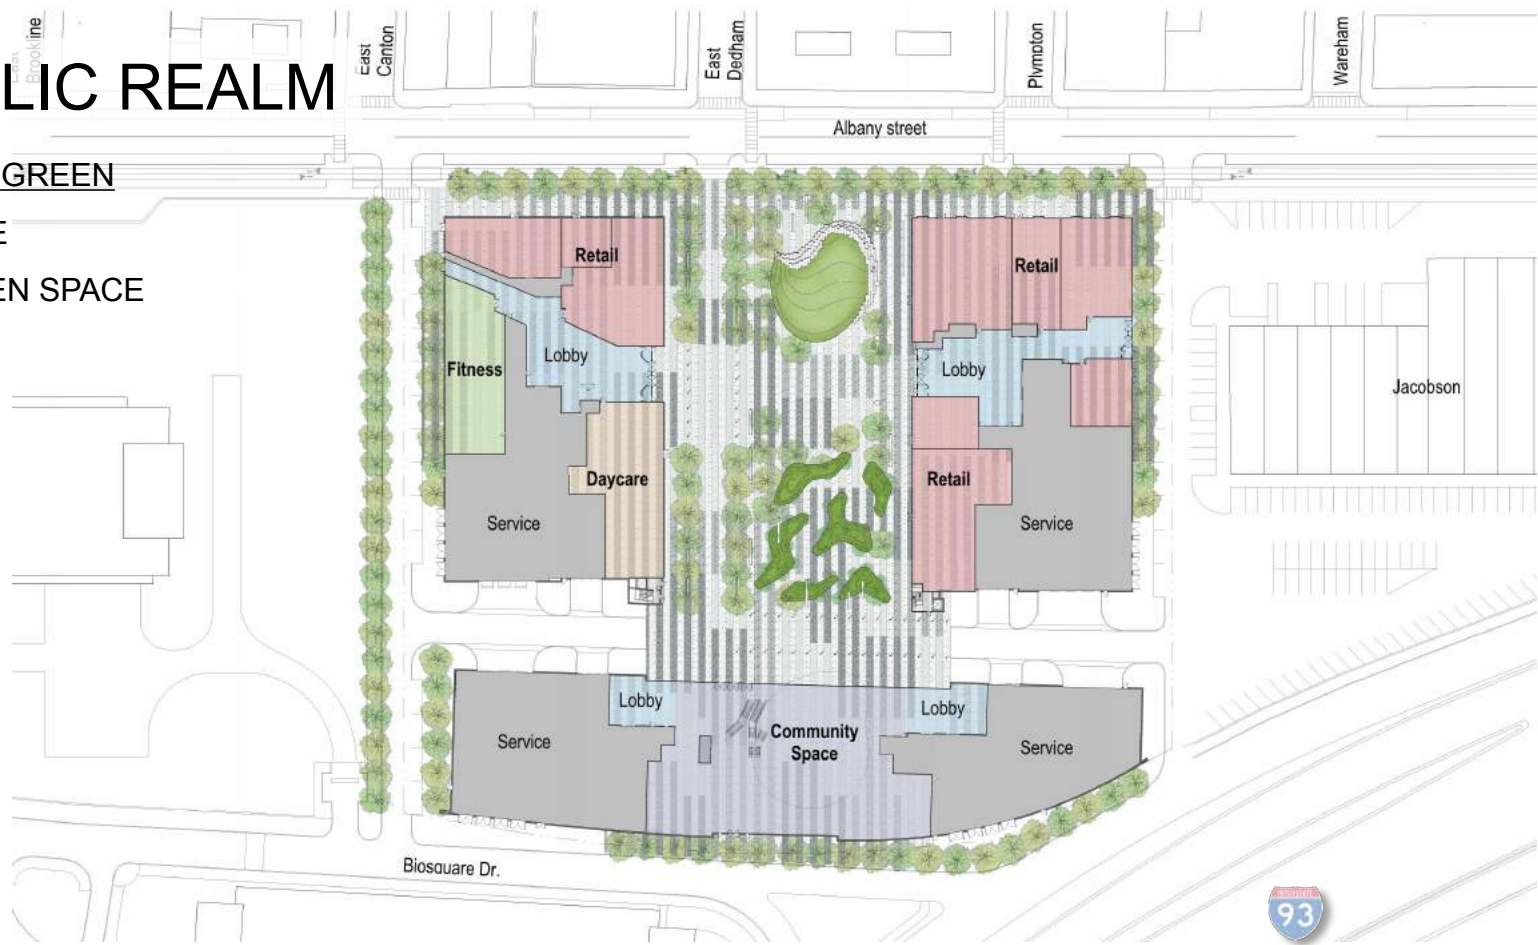 East
Brookline
East
Canton
East
Dedham
Plympton
Wareham
LIC REALM
Albany street
GREEN
E
EN SPACE
Retail
Retail
Lobby
Fitness
Lobby
Jacobson
Daycare
Retail
Service
Service
Lobby
Lobby
Community
Space
Service
Service
Biosquare Dr.
INTERSTATE
93